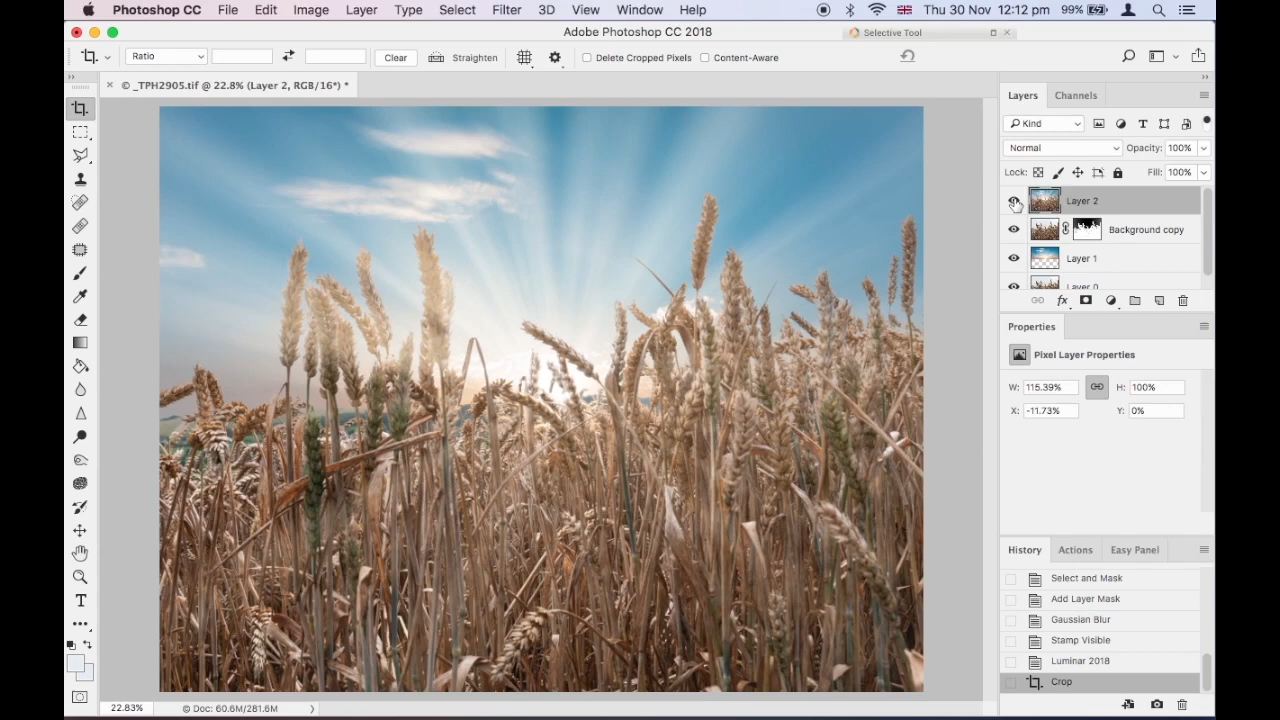 Photoshop CC File Edit Image Layer Type Select Filter 3D View Window Help Thu 30 Nov 12:12 pm 99%
Adobe Photoshop CC 2018 Selective Tool
Ratio Clear Straighten Delete Cropped Pixels Content-Aware
© _TPH2905.tif @ 22.8% (Layer 2, RGB/16*) *
Layers Channels
Kind
Normal Opacity: 100%
Lock: Fill: 100%
Layer 2
Background copy
Layer 1
Layer 0
fx
Properties
Pixel Layer Properties
W: 115.39% H: 100%
X: -11.73% Y: 0%
History Actions Easy Panel
Select and Mask
Add Layer Mask
Gaussian Blur
Stamp Visible
Luminar 2018
Crop
22.83% © Doc: 60.6M/281.6M